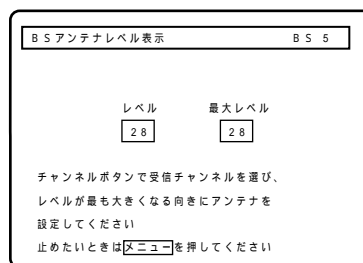 BSアンテナレベル表示 BS 5
レベル 最大レベル
28 28
チャンネルボタンで受信チャンネルを選び、
レベルが最も大きくなる向きにアンテナを
設定してください
止めたいときはメニューを押してください